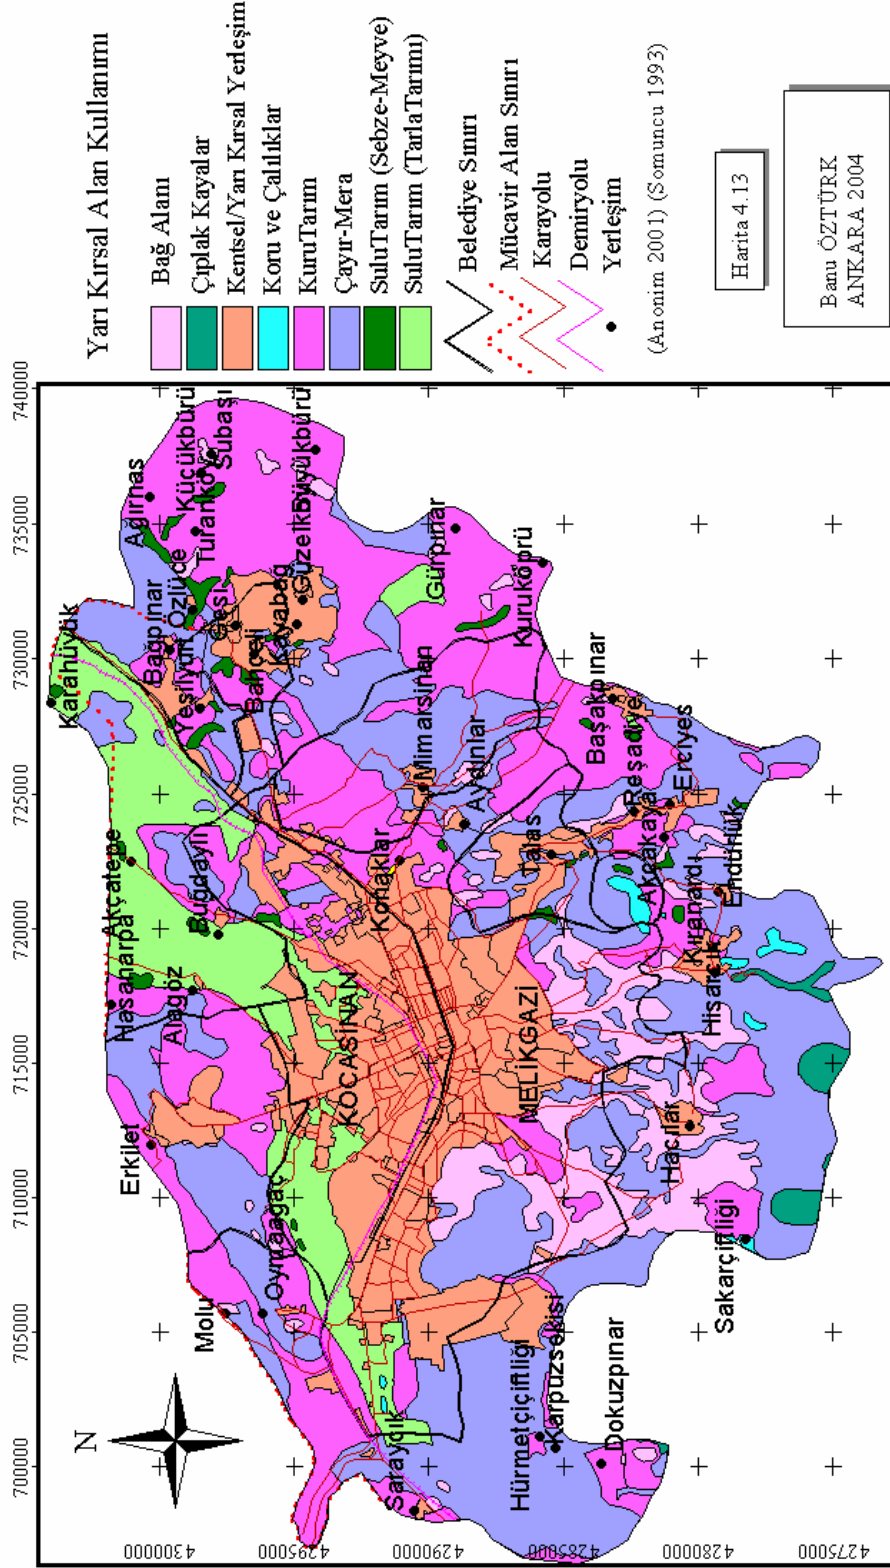 Yarı Kırsal Alan Kullanımı
Bağ Alanı
Çıplak Kayalar
Kentsel/Yarı Kırsal Yerleşim
Koru ve Çalılıklar
KuruTarım
Çayır-Mera
SuluTarım (Sebze-Meyve)
SuluTarım (TarlaTarımı)
Belediye Sınırı
Mücavir Alan Sınırı
Karayolu
Demiryolu
Yerleşim
(Anonim 2001) (Somuncu 1993)
Harita 4.13
Banu ÖZTÜRK
ANKARA 2004
N
700000
705000
710000
715000
720000
725000
730000
735000
740000
4300000
4295000
4290000
4285000
4280000
4275000
Karahüyük
Ağırnas
Küçükbürü
Subaşı
Turanköy
Özlüce
Bağpınar
Yeşilyurt
Gesi
Bahçeli
Kayabağ
Güzelköy
Büyükbürü
Gürpınar
Kuruköprü
Akçatepe
Hasanarpa
Buğdaylı
Alagöz
Erkilet
Molu
Oymaağaç
Saraycık
KOCASİNAN
MELİKGAZİ
Konaklar
Mimarsinan
Aydınlar
Talas
Başakpınar
Reşadiye
Erciyes
Akçakaya
Kıranardı
Endürlük
Hisarcık
Hacılar
Sakarçiftliği
Hürmetçiçiftliği
Karpuzsekisi
Dokuzpınar